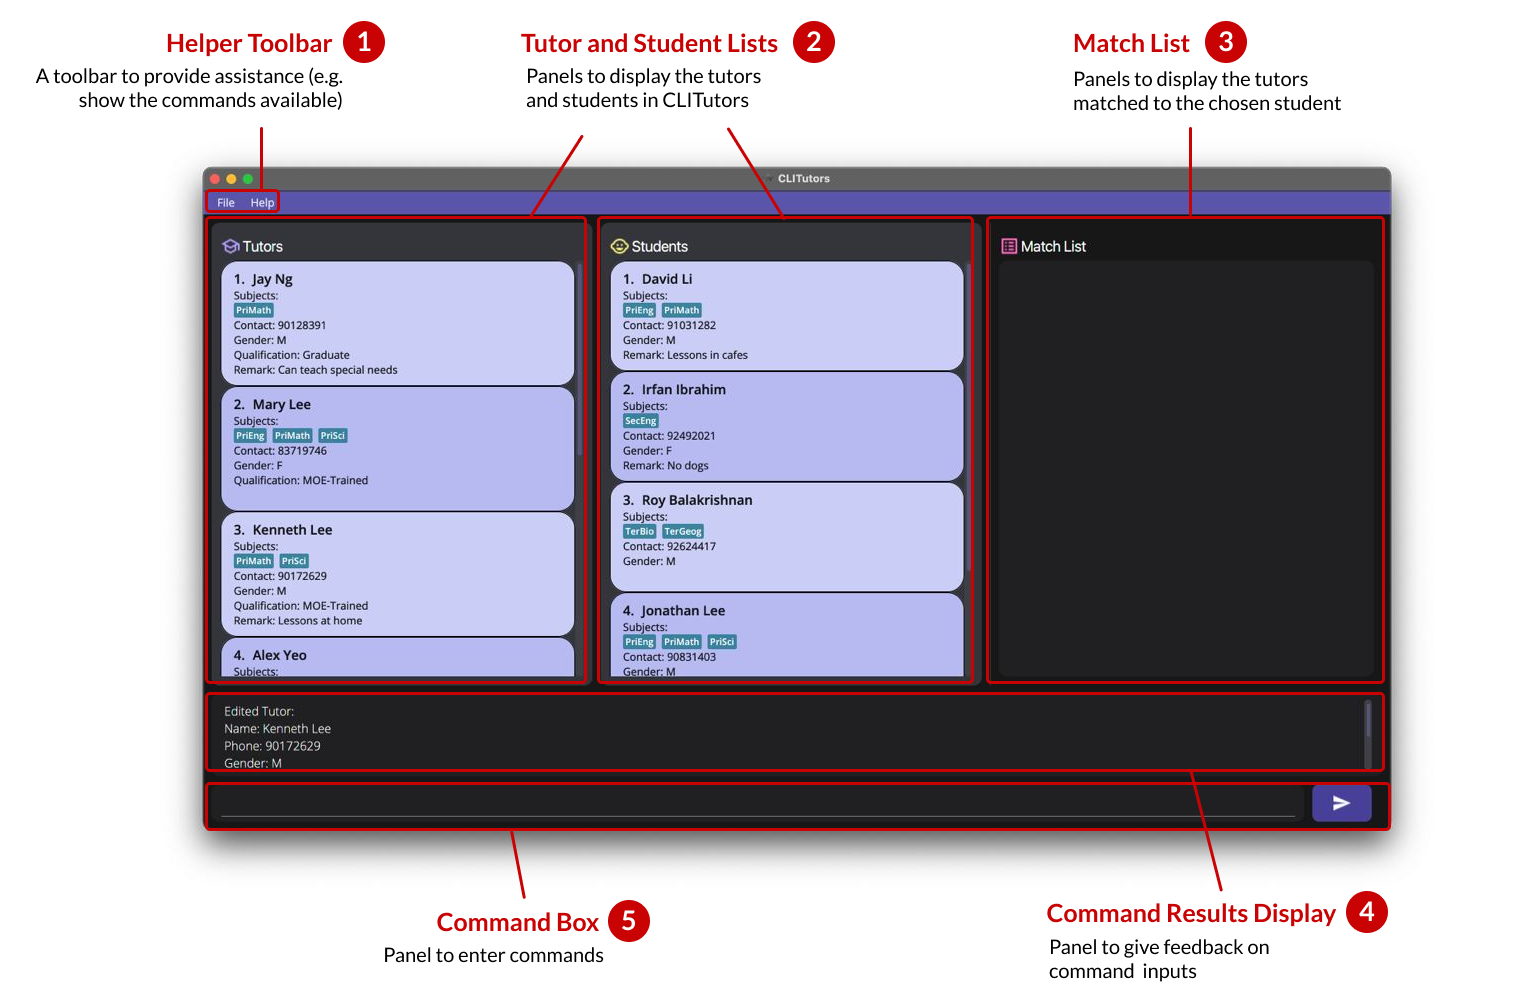 Helper Toolbar 1
A toolbar to provide assistance (e.g.
show the commands available)
Tutor and Student Lists 2
Panels to display the tutors
and students in CLITutors
Match List 3
Panels to display the tutors
matched to the chosen student
CLITutors
File Help
Tutors
1. Jay Ng
Subjects:
PriMath
Contact: 90128391
Gender: M
Qualification: Graduate
Remark: Can teach special needs
2. Mary Lee
Subjects:
PriEng PriMath PriSci
Contact: 83719746
Gender: F
Qualification: MOE-Trained
3. Kenneth Lee
Subjects:
PriMath PriSci
Contact: 90172629
Gender: M
Qualification: MOE-Trained
Remark: Lessons at home
4. Alex Yeo
Subjects:
Students
1. David Li
Subjects:
PriEng PriMath
Contact: 91031282
Gender: M
Remark: Lessons in cafes
2. Irfan Ibrahim
Subjects:
SecEng
Contact: 92492021
Gender: F
Remark: No dogs
3. Roy Balakrishnan
Subjects:
TerBio TerGeog
Contact: 92624417
Gender: M
4. Jonathan Lee
Subjects:
PriEng PriMath PriSci
Contact: 90831403
Gender: M
Match List
Edited Tutor:
Name: Kenneth Lee
Phone: 90172629
Gender: M
Command Box 5
Panel to enter commands
Command Results Display 4
Panel to give feedback on
command inputs